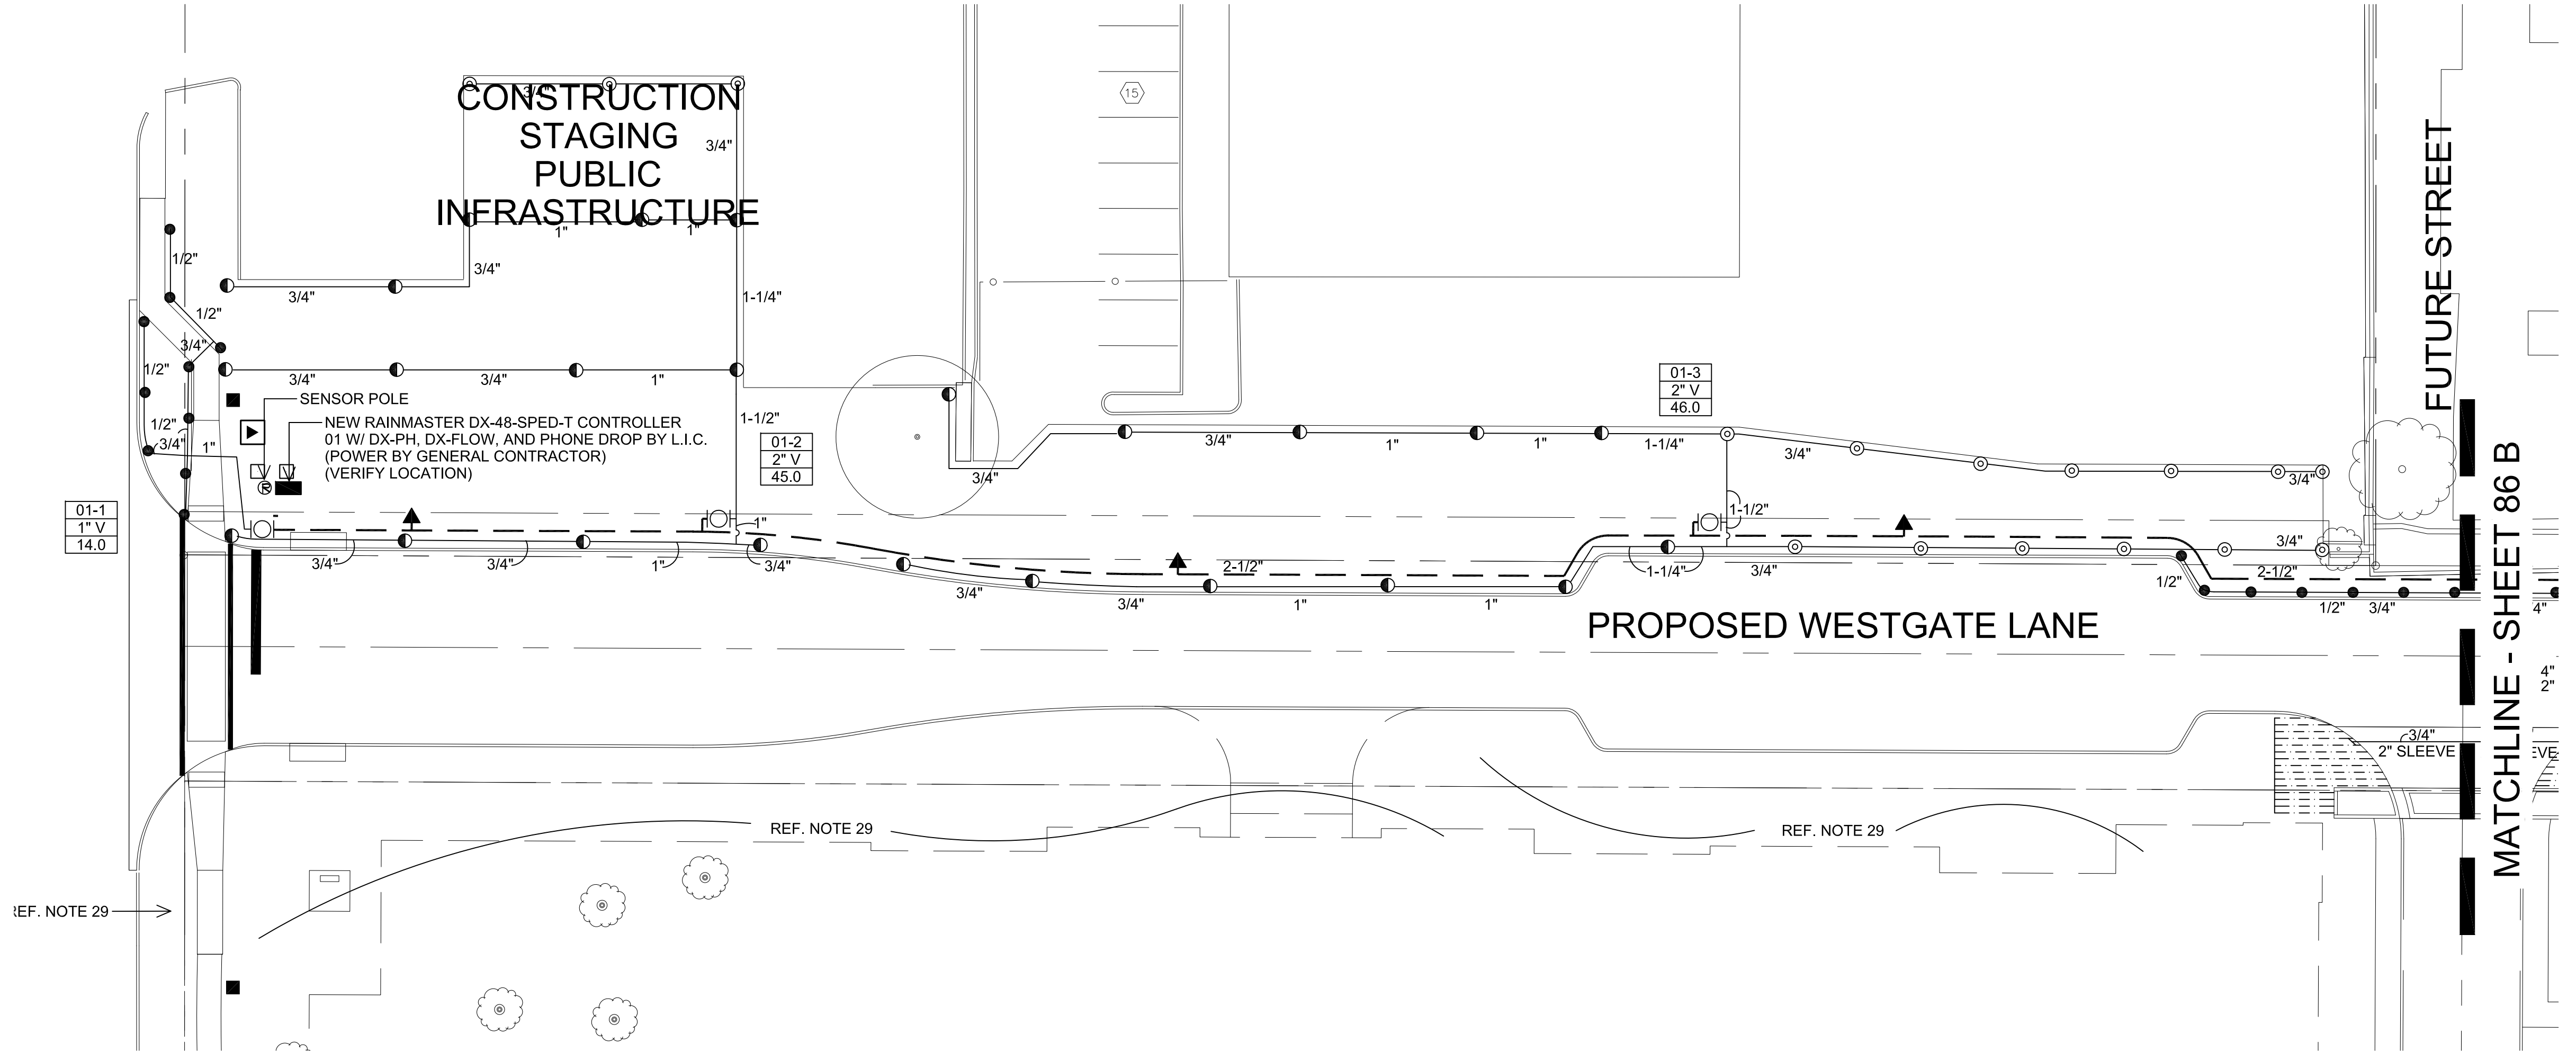 CONSTRUCTION
STAGING
PUBLIC
INFRASTRUCTURE
3/4"
3/4"
15
1"
1"
1/2"
3/4"
3/4"
1-1/4"
1/2"
3/4"
1/2"
3/4"
3/4"
1"
SENSOR POLE
NEW RAINMASTER DX-48-SPED-T CONTROLLER
01 W/ DX-PH, DX-FLOW, AND PHONE DROP BY L.I.C.
(POWER BY GENERAL CONTRACTOR)
(VERIFY LOCATION)
1/2"
3/4"
1"
1-1/2"
01-2
2" V
45.0
01-3
2" V
46.0
3/4"
1"
1"
1-1/4"
3/4"
3/4"
3/4"
1-1/2"
01-1
1" V
14.0
3/4"
3/4"
1"
1"
3/4"
3/4"
3/4"
2-1/2"
1"
1"
1-1/4"
3/4"
3/4"
1/2"
2-1/2"
1/2"
3/4"
4"
FUTURE STREET
MATCHLINE - SHEET 86 B
PROPOSED WESTGATE LANE
4"
2"
3/4"
2" SLEEVE
EVE
REF. NOTE 29
REF. NOTE 29
REF. NOTE 29